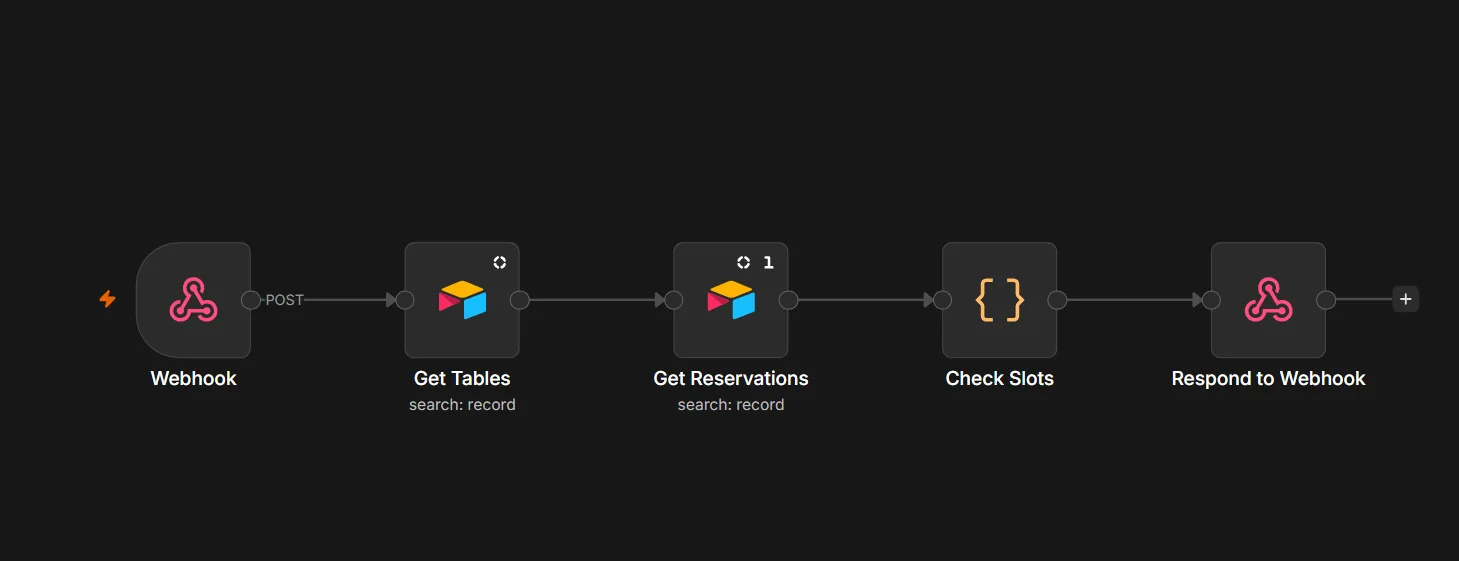 POST
1
Webhook
Get Tables
search: record
Get Reservations
search: record
{ }
Check Slots
Respond to Webhook
+